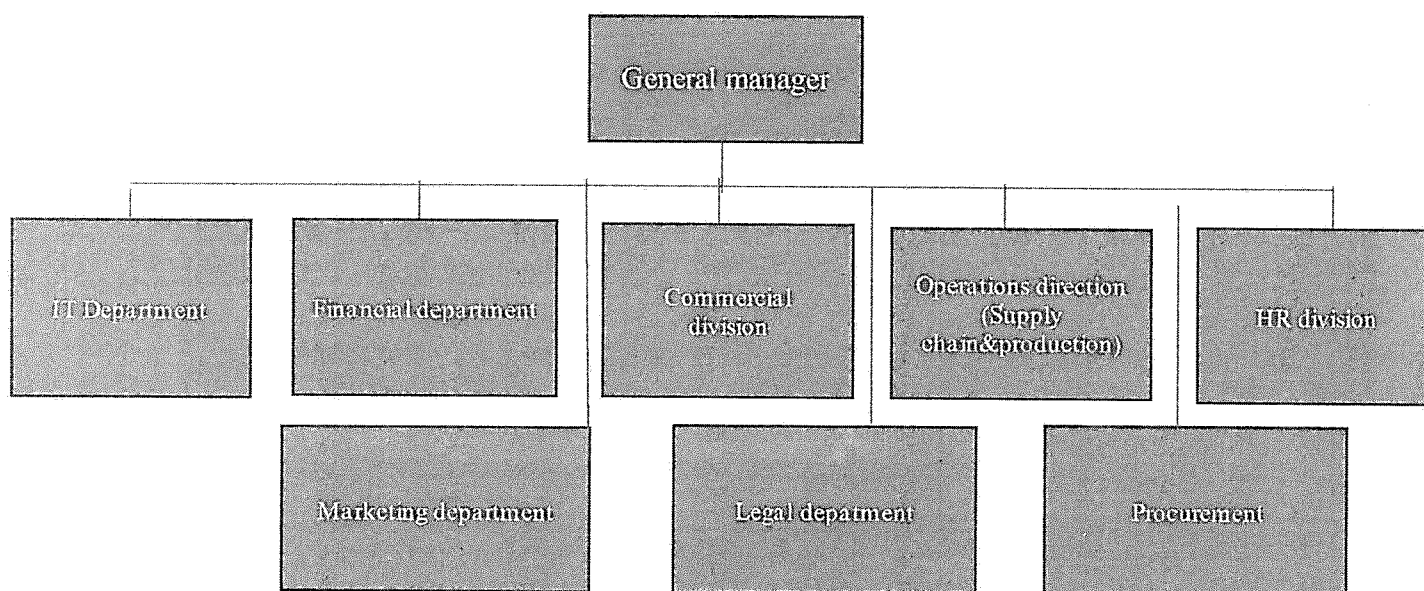 General manager
IT Department
Financial department
Commercial
division
Operations direction
(Supply
chain&production)
HR division
Marketing department
Legal depatment
Procurement